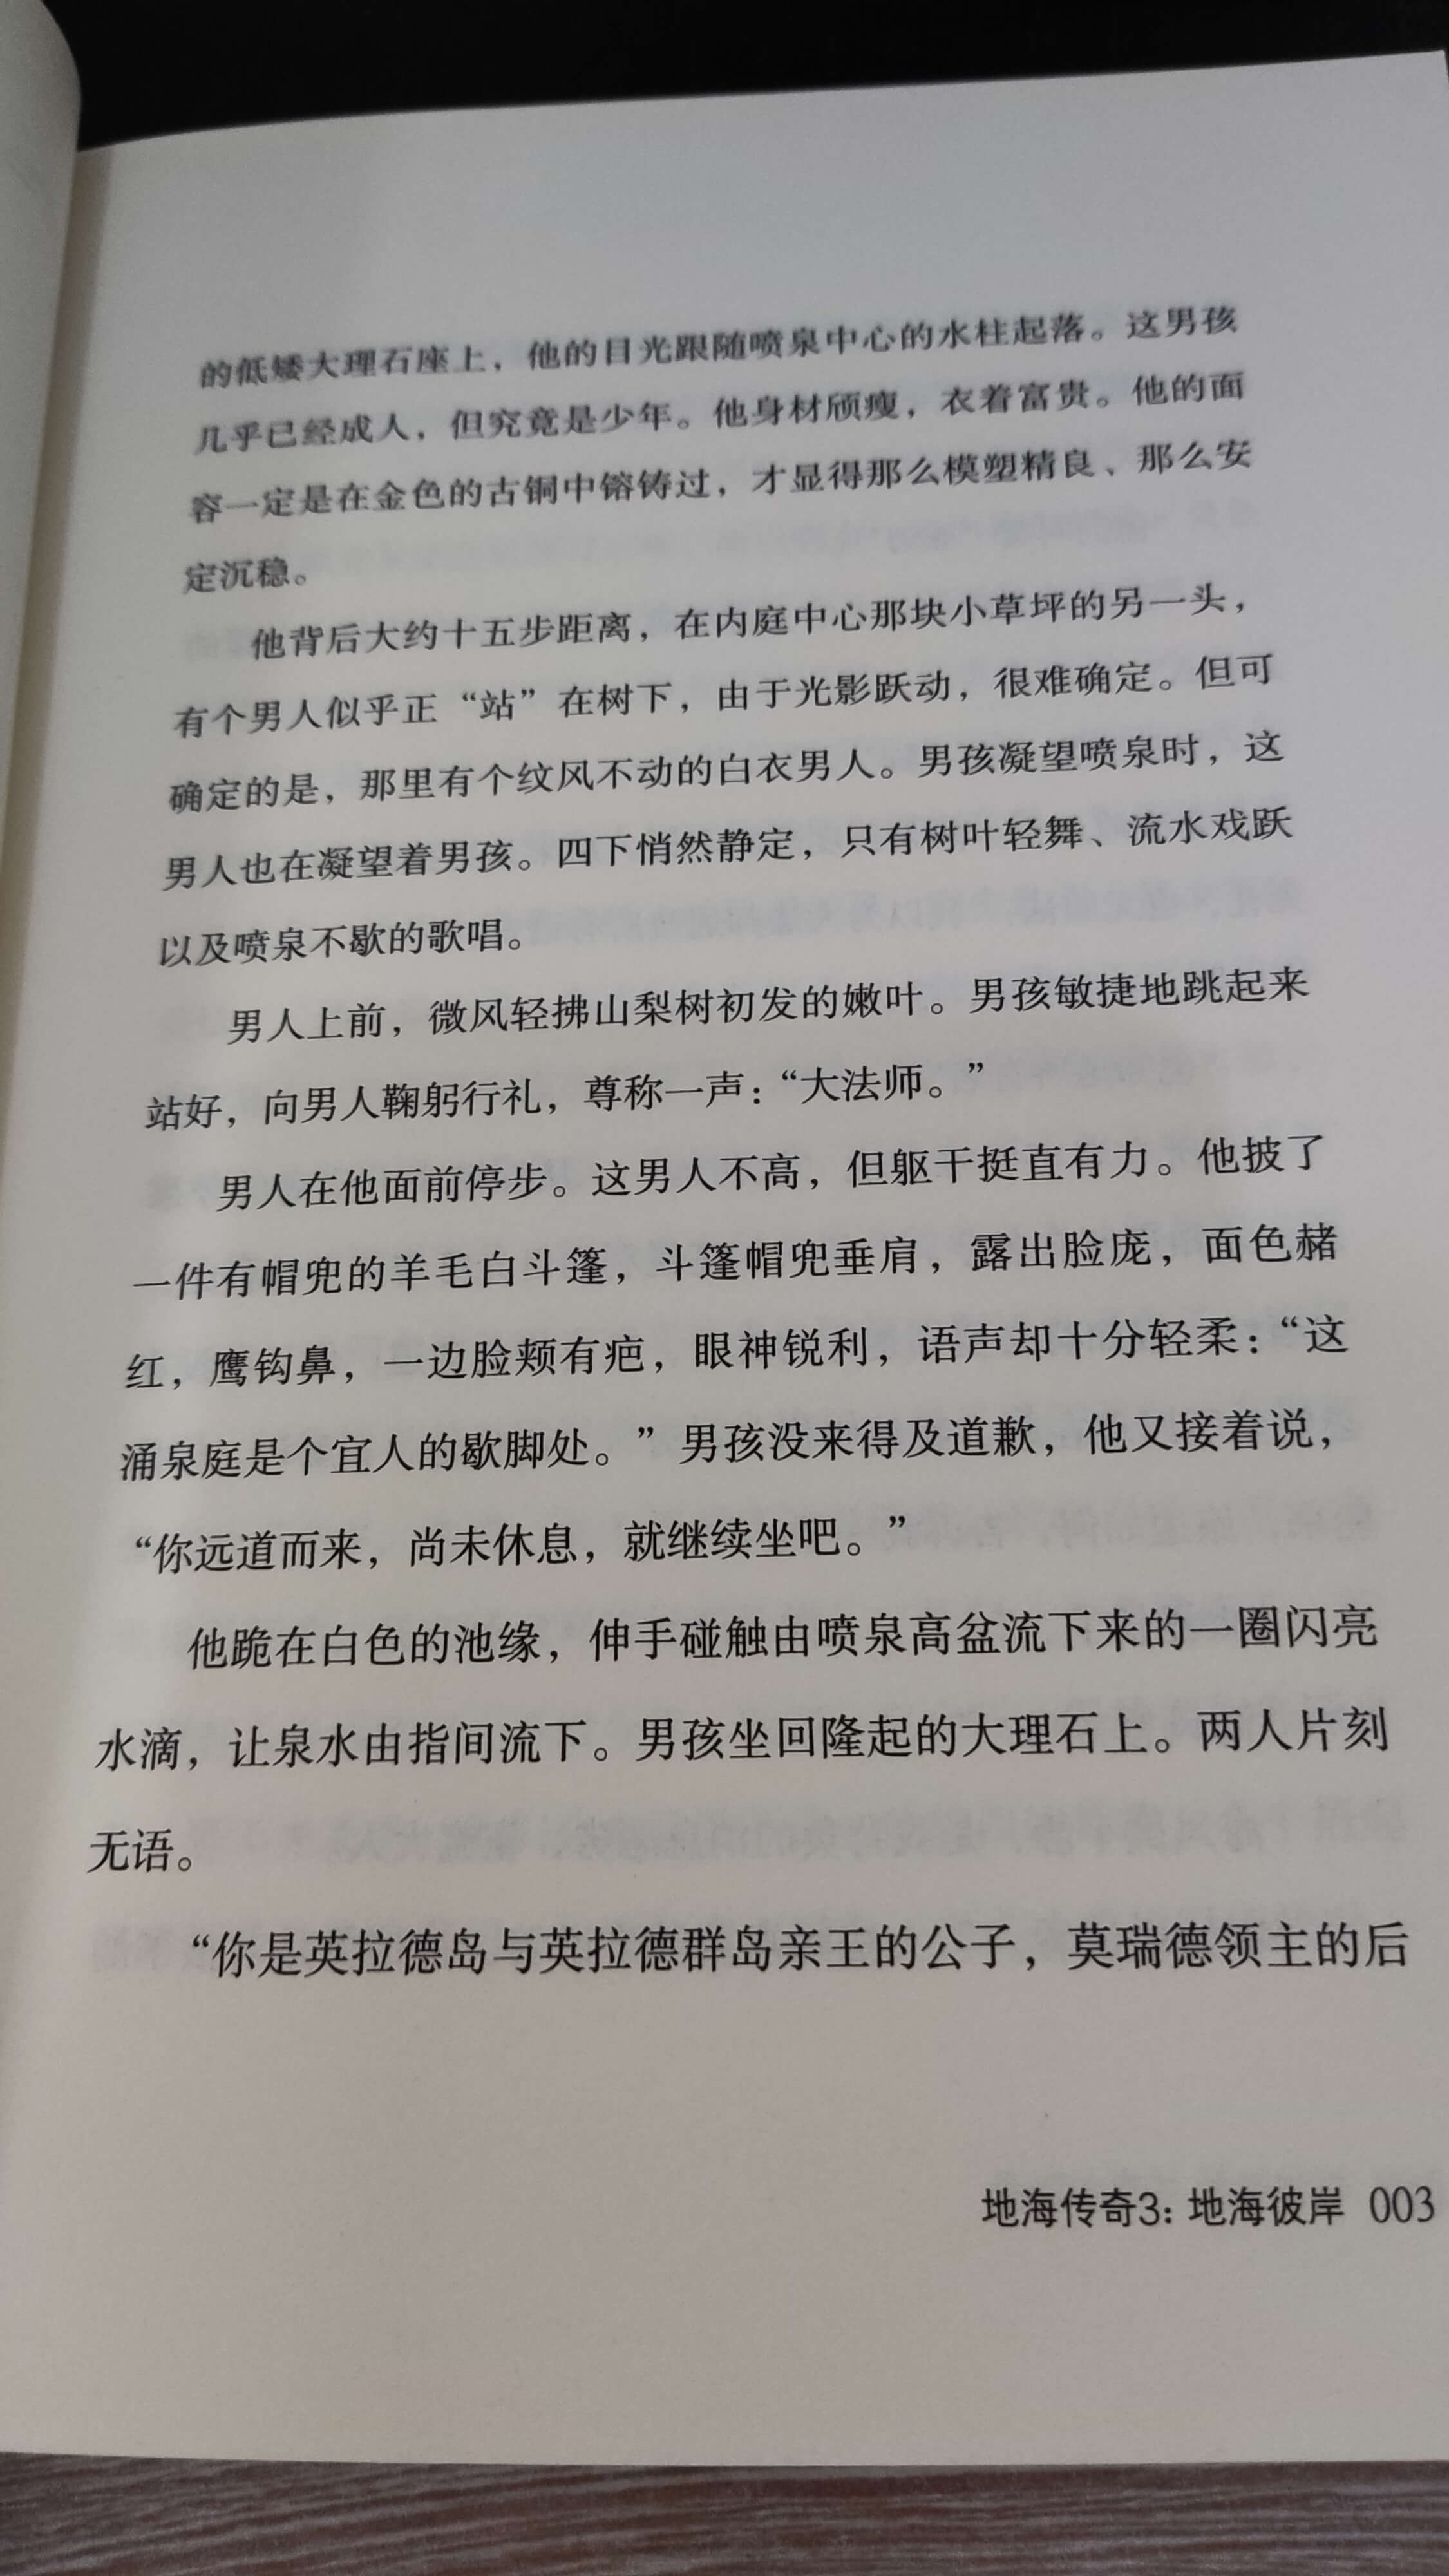 的低矮大理石座上，他的目光跟随喷泉中心的水柱起落。这男孩
几乎已经成人，但究竟是少年。他身材颀瘦，衣着富贵。他的面
容一定是在金色的古铜中镕铸过，才显得那么模塑精良、那么安
定沉稳。
他背后大约十五步距离，在内庭中心那块小草坪的另一头，
有个男人似乎正“站”在树下，由于光影跃动，很难确定。但可
确定的是，那里有个纹风不动的白衣男人。男孩凝望喷泉时，这
男人也在凝望着男孩。四下悄然静定，只有树叶轻舞、流水戏跃
以及喷泉不歇的歌唱。
男人上前，微风轻拂山梨树初发的嫩叶。男孩敏捷地跳起来
站好，向男人鞠躬行礼，尊称一声：“大法师。”
男人在他面前停步。这男人不高，但躯干挺直有力。他披了
一件有帽兜的羊毛白斗篷，斗篷帽兜垂肩，露出脸庞，面色赭
红，鹰钩鼻，一边脸颊有疤，眼神锐利，语声却十分轻柔：“这
涌泉庭是个宜人的歇脚处。”男孩没来得及道歉，他又接着说，
“你远道而来，尚未休息，就继续坐吧。”
他跪在白色的池缘，伸手碰触由喷泉高盆流下来的一圈闪亮
水滴，让泉水由指间流下。男孩坐回隆起的大理石上。两人片刻
无语。
“你是英拉德岛与英拉德群岛亲王的公子，莫瑞德领主的后
地海传奇3：地海彼岸 003